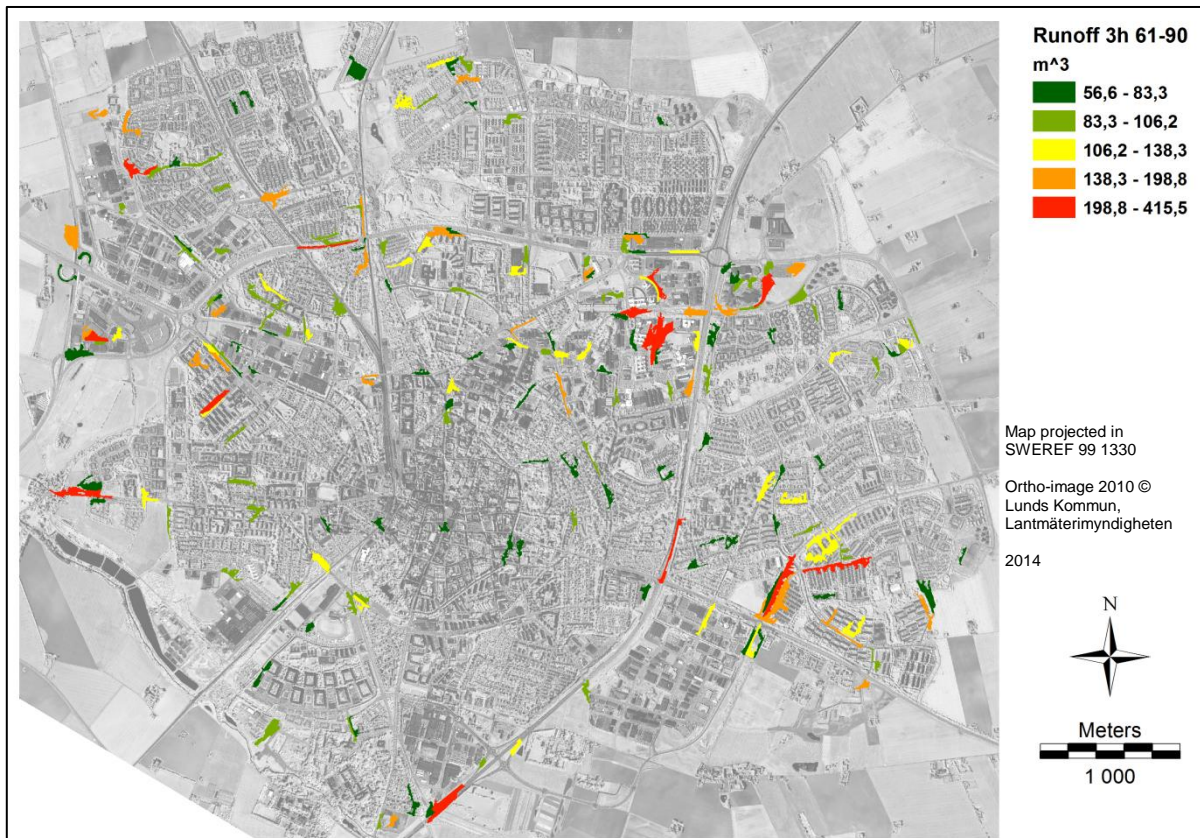 Runoff 3h 61-90
m^3
56,6 - 83,3
83,3 - 106,2
106,2 - 138,3
138,3 - 198,8
198,8 - 415,5
Map projected in
SWEREF 99 1330
Ortho-image 2010 ©
Lunds Kommun,
Lantmäterimyndigheten
2014
N
Meters
1 000